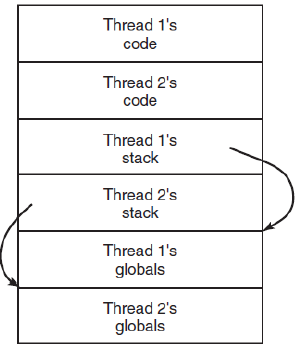 Thread 1's
code
Thread 2's
code
Thread 1's
stack
Thread 2's
stack
Thread 1's
globals
Thread 2's
globals